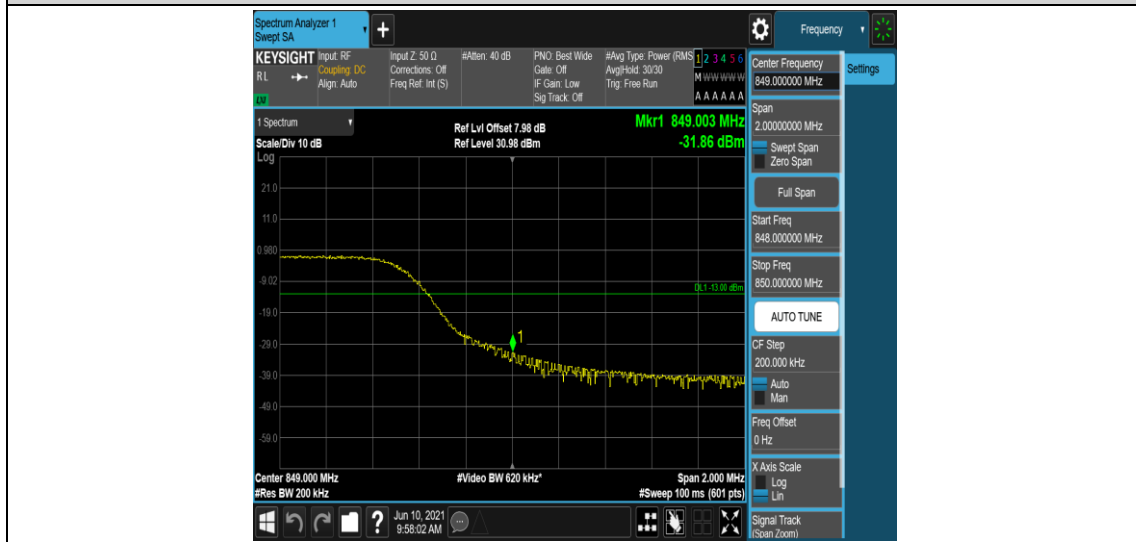 Spectrum Analyzer 1
Swept SA
+
Frequency
KEYSIGHT
RL
LXI
Input: RF
Coupling: DC
Align: Auto
Input Z: 50 Ω
Corrections: Off
Freq Ref: Int (S)
#Atten: 40 dB
PNO: Best Wide
Gate: Off
IF Gain: Low
Sig Track: Off
#Avg Type: Power (RMS
Avg|Hold: 30/30
Trig: Free Run
1 2 3 4 5 6
M W W W W W
A A A A A A
1 Spectrum
Scale/Div 10 dB
Log
Ref Lvl Offset 7.98 dB
Ref Level 30.98 dBm
Mkr1 849.003 MHz
-31.86 dBm
21.0
11.0
0.980
-9.02
DL1 -13.00 dBm
-19.0
1
-29.0
-39.0
-49.0
-59.0
Center 849.000 MHz
#Res BW 200 kHz
#Video BW 620 kHz*
Span 2.000 MHz
#Sweep 100 ms (601 pts)
Center Frequency
849.000000 MHz
Settings
Span
2.00000000 MHz
Swept Span
Zero Span
Full Span
Start Freq
848.000000 MHz
Stop Freq
850.000000 MHz
AUTO TUNE
CF Step
200.000 kHz
Auto
Man
Freq Offset
0 Hz
X Axis Scale
Log
Lin
Signal Track
(Span Zoom)
?
Jun 10, 2021
9:58:02 AM